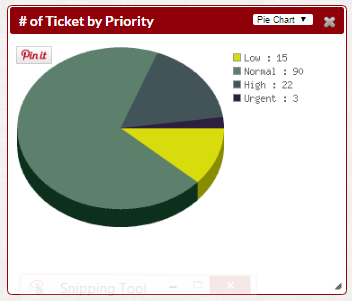 # of Ticket by Priority
Pie Chart
Pin it
Low : 15
Normal : 90
High : 22
Urgent : 3
Snipping Tool